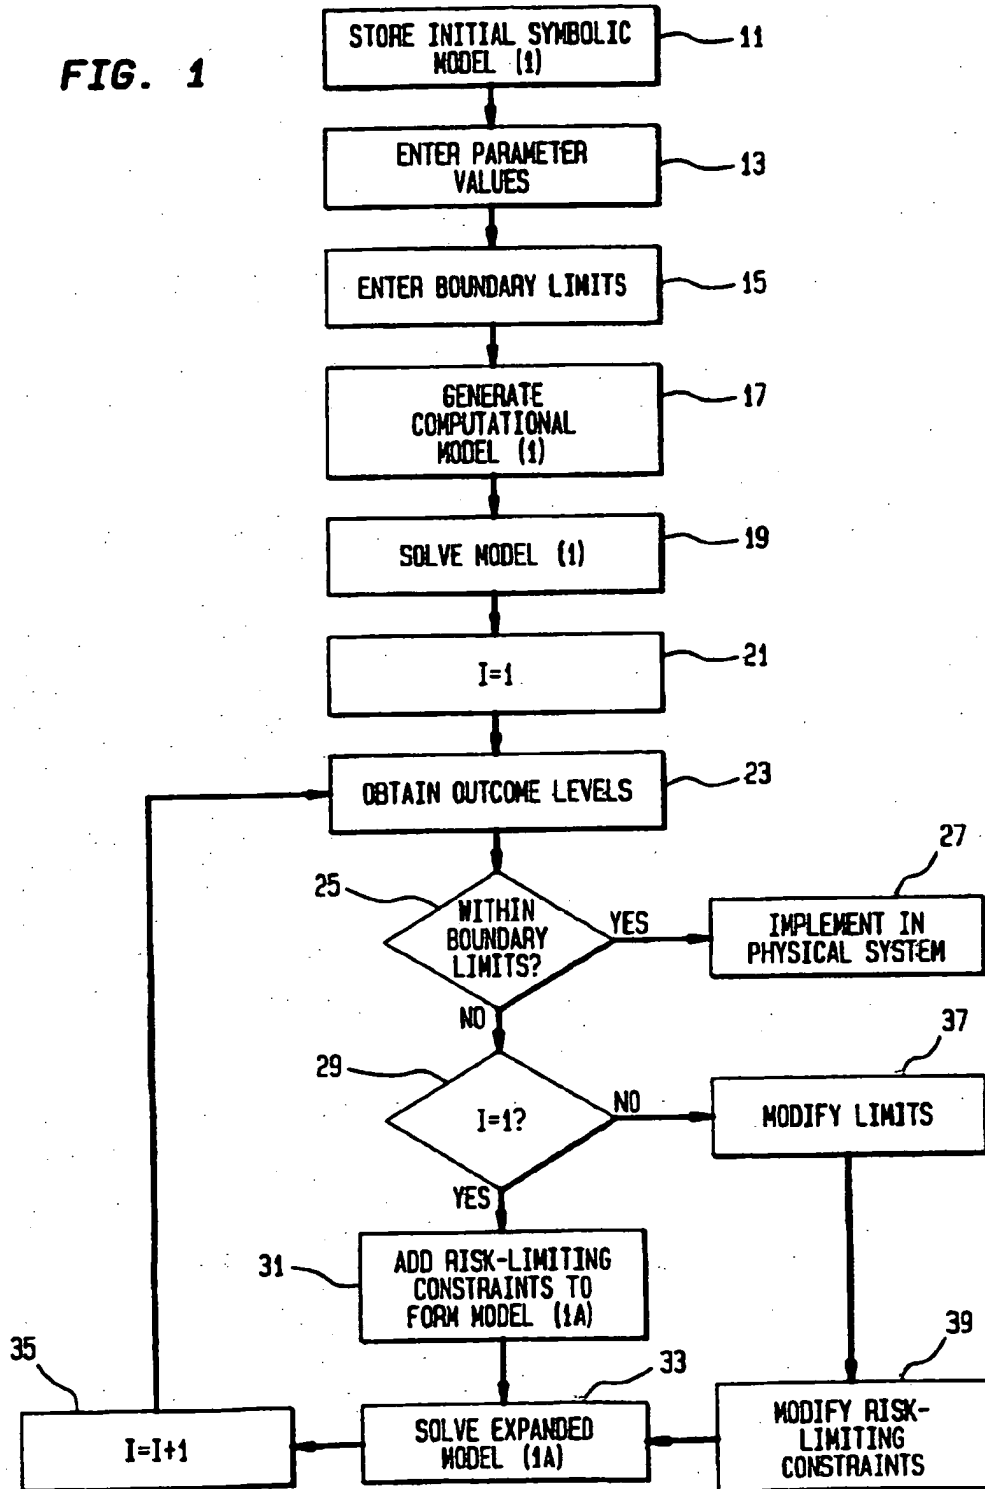 FIG. 1
STORE INITIAL SYMBOLIC
MODEL (1)
11
ENTER PARAMETER
VALUES
13
ENTER BOUNDARY LIMITS
15
GENERATE
COMPUTATIONAL
MODEL (1)
17
SOLVE MODEL (1)
19
I=1
21
OBTAIN OUTCOME LEVELS
23
25
WITHIN
BOUNDARY
LIMITS?
YES
NO
27
IMPLEMENT IN
PHYSICAL SYSTEM
29
I=1?
NO
YES
37
MODIFY LIMITS
31
ADD RISK-LIMITING
CONSTRAINTS TO
FORM MODEL (1A)
33
SOLVE EXPANDED
MODEL (1A)
35
I=I+1
39
MODIFY RISK-
LIMITING
CONSTRAINTS